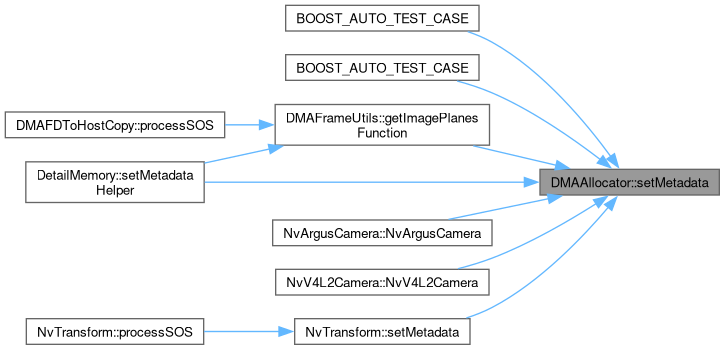 BOOST_AUTO_TEST_CASE
BOOST_AUTO_TEST_CASE
DMAFDToHostCopy::processSOS
DMAFrameUtils::getImagePlanes
Function
DetailMemory::setMetadata
Helper
DMAAllocator::setMetadata
NvArgusCamera::NvArgusCamera
NvV4L2Camera::NvV4L2Camera
NvTransform::processSOS
NvTransform::setMetadata